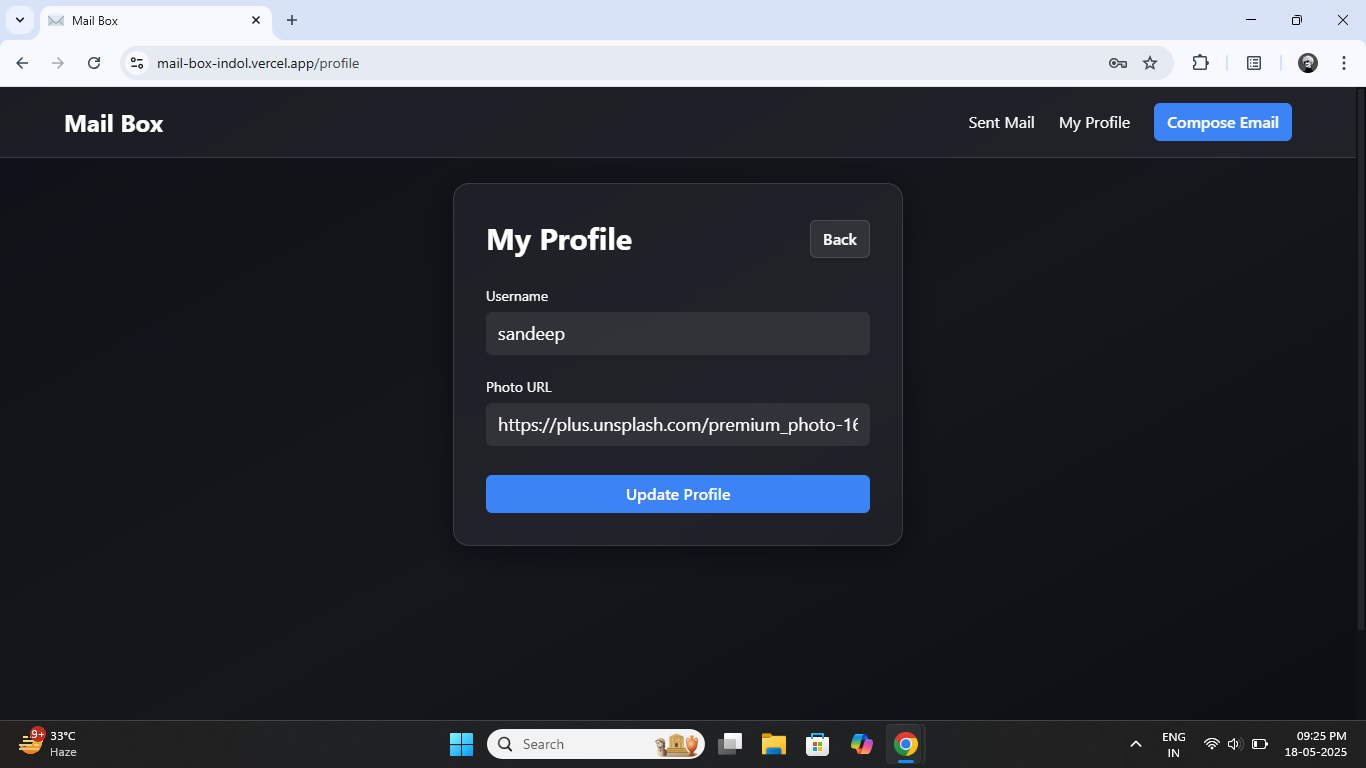 Mail Box
mail-box-indol.vercel.app/profile
Mail Box
Sent Mail
My Profile
Compose Email
My Profile
Back
Username
sandeep
Photo URL
https://plus.unsplash.com/premium_photo-16
Update Profile
9+
33°C
Haze
Search
ENG
IN
09:25 PM
18-05-2025